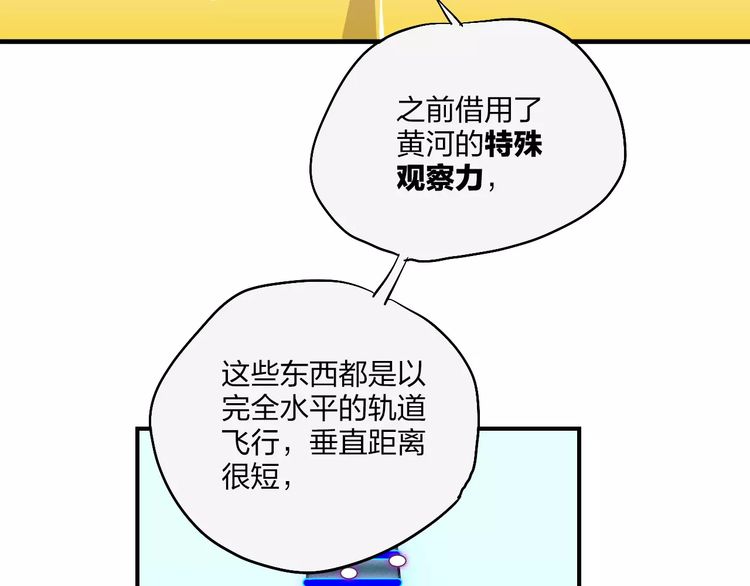 之前借用了
黄河的特殊
观察力，
这些东西都是以
完全水平的轨道
飞行，垂直距离
很短，